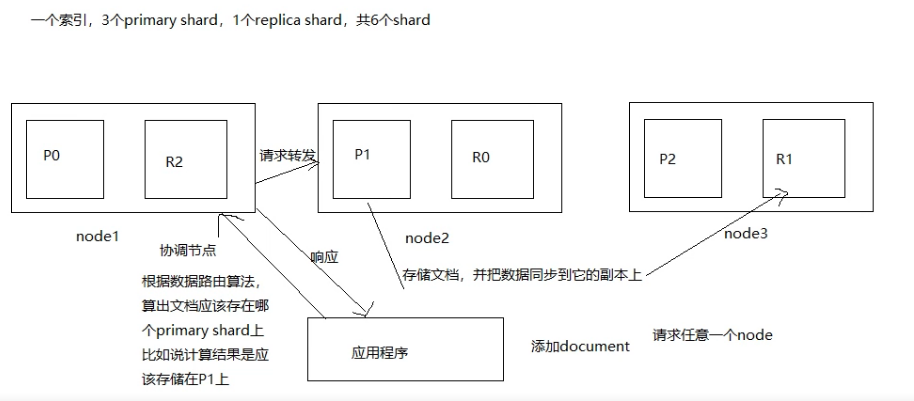 一个索引，3个primary shard，1个replica shard，共6个shard
P0
R2
请求转发
P1
R0
P2
R1
node1
node2
node3
协调节点
响应
存储文档，并把数据同步到它的副本上
根据数据路由算法，
算出文档应该存在哪
个primary shard上
比如说计算结果是应
该存储在P1上
应用程序
添加document
请求任意一个node